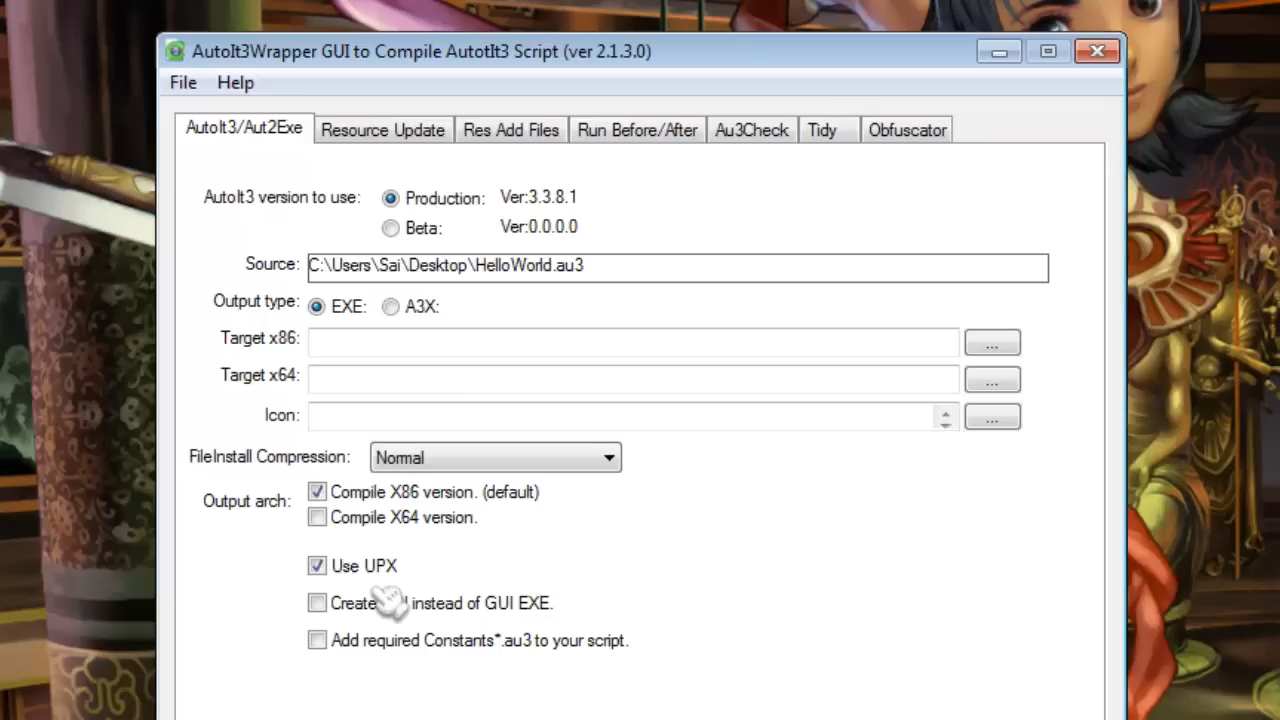 AutoIt3Wrapper GUI to Compile AutotIt3 Script (ver 2.1.3.0)
File Help
AutoIt3/Aut2Exe Resource Update Res Add Files Run Before/After Au3Check Tidy Obfuscator
AutoIt3 version to use: Production: Ver:3.3.8.1
Beta: Ver:0.0.0.0
Source: C:\Users\Sai\Desktop\HelloWorld.au3
Output type: EXE: A3X:
Target x86: ...
Target x64: ...
Icon: ...
FileInstall Compression: Normal
Output arch: Compile X86 version. (default)
Compile X64 version.
Use UPX
Create instead of GUI EXE.
Add required Constants*.au3 to your script.